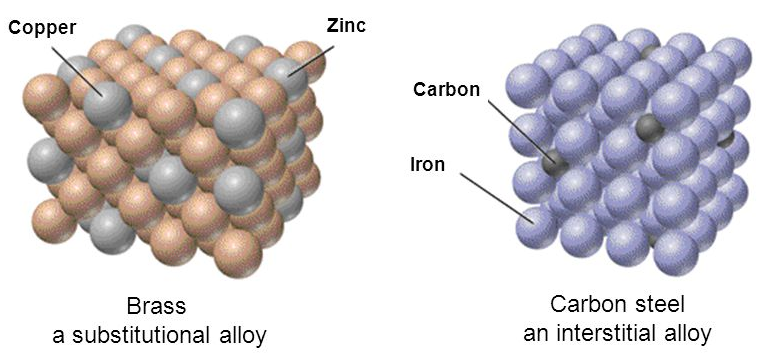 Copper
Zinc
Carbon
Iron
Brass
a substitutional alloy
Carbon steel
an interstitial alloy